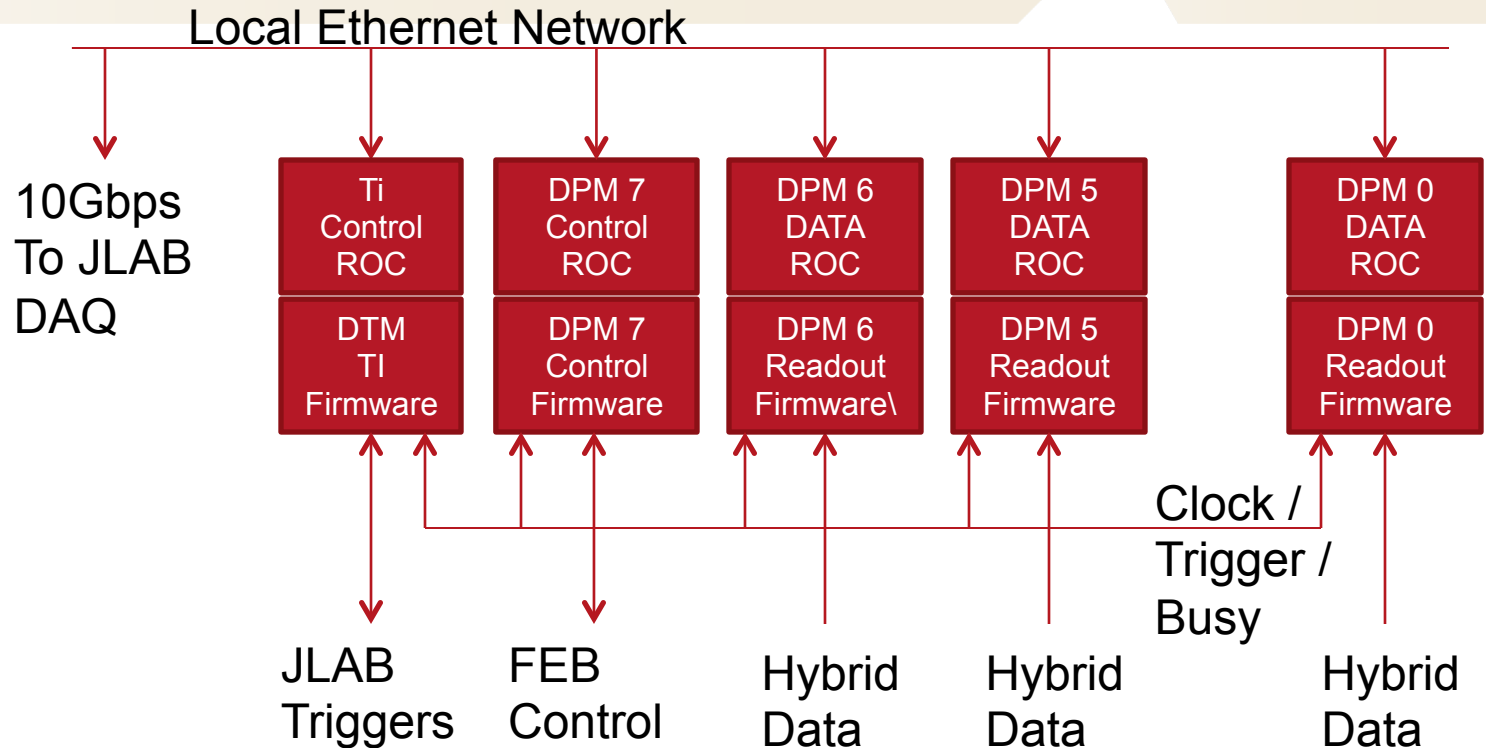 Local Ethernet Network
10Gbps
To JLAB
DAQ
Ti
Control
ROC
DTM
TI
Firmware
DPM 7
Control
ROC
DPM 7
Control
Firmware
DPM 6
DATA
ROC
DPM 6
Readout
Firmware\
DPM 5
DATA
ROC
DPM 5
Readout
Firmware
DPM 0
DATA
ROC
DPM 0
Readout
Firmware
Clock /
Trigger /
Busy
JLAB
Triggers
FEB
Control
Hybrid
Data
Hybrid
Data
Hybrid
Data